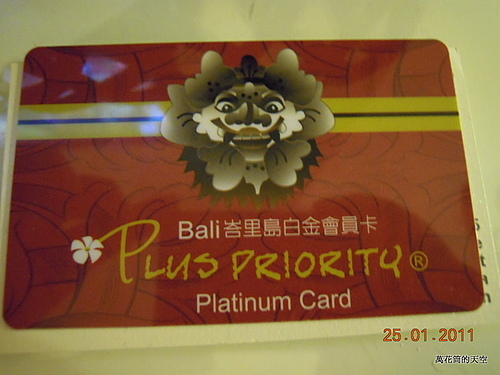 Bali峇里島白金會員卡
PLUS PRIORITY®
Platinum Card
25.01.2011
萬花筒的天空